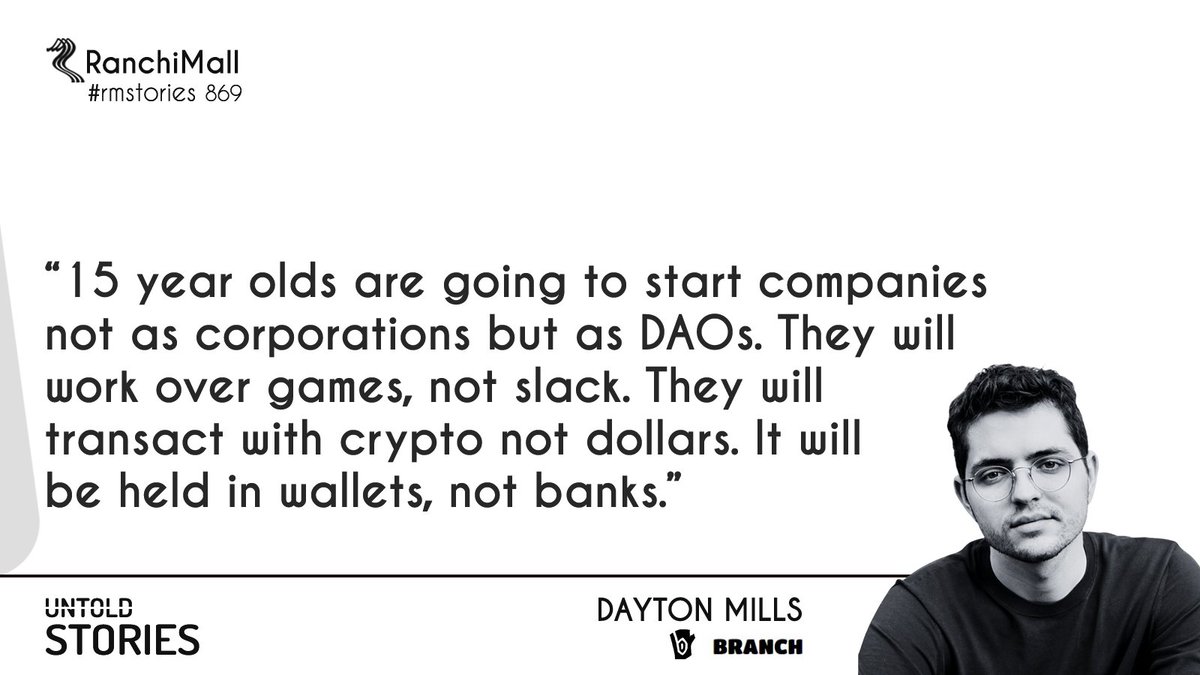 RanchiMall
#rmstories 869
“15 year olds are going to start companies
not as corporations but as DAOs. They will
work over games, not slack. They will
transact with crypto not dollars. It will
be held in wallets, not banks.”
UNTOLD
STORIES
DAYTON MILLS
b BRANCH